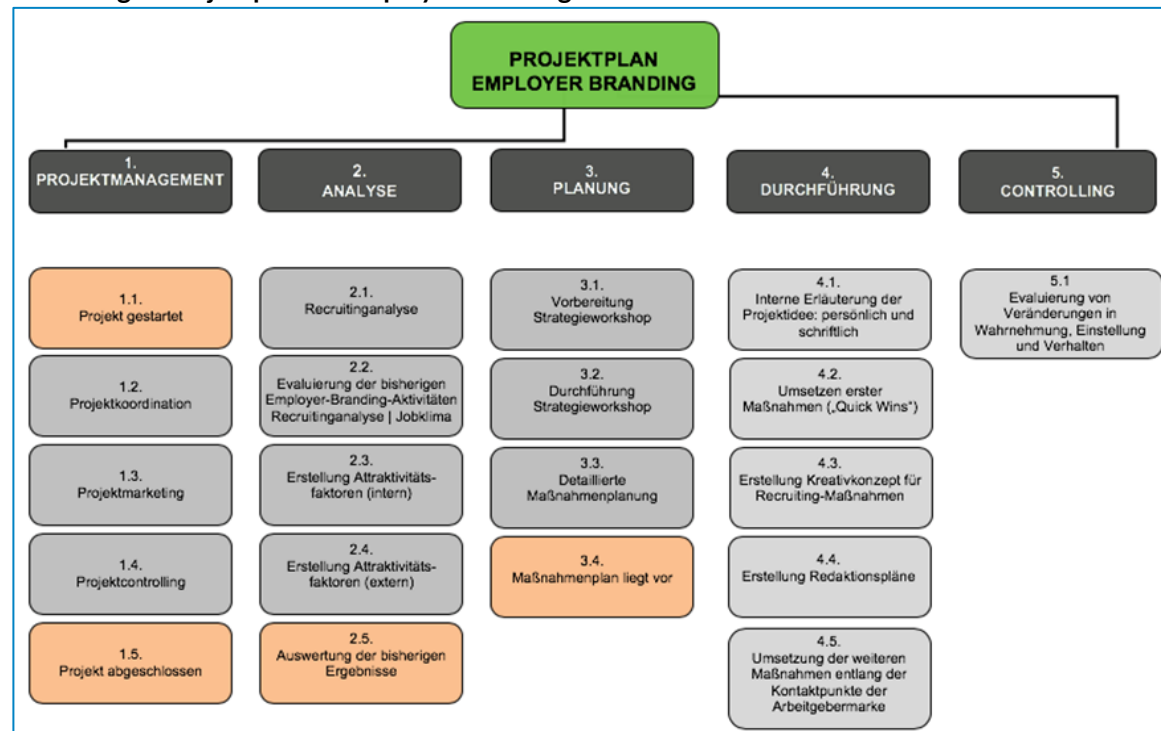 PROJEKTPLAN
EMPLOYER BRANDING
1.
PROJEKTMANAGEMENT
2.
ANALYSE
3.
PLANUNG
4.
DURCHFÜHRUNG
5.
CONTROLLING
1.1.
Projekt gestartet
1.2.
Projektkoordination
1.3.
Projektmarketing
1.4.
Projektcontrolling
1.5.
Projekt abgeschlossen
2.1.
Recruitinganalyse
2.2.
Evaluierung der bisherigen
Employer-Branding-Aktivitäten
Recruitinganalyse | Jobklima
2.3.
Erstellung Attraktivitäts-
faktoren (intern)
2.4.
Erstellung Attraktivitäts-
faktoren (extern)
2.5.
Auswertung der bisherigen
Ergebnisse
3.1.
Vorbereitung
Strategieworkshop
3.2.
Durchführung
Strategieworkshop
3.3.
Detaillierte
Maßnahmenplanung
3.4.
Maßnahmenplan liegt vor
4.1.
Interne Erläuterung der
Projektidee: persönlich und
schriftlich
4.2.
Umsetzen erster
Maßnahmen („Quick Wins“)
4.3.
Erstellung Kreativkonzept für
Recruiting-Maßnahmen
4.4.
Erstellung Redaktionspläne
4.5.
Umsetzung der weiteren
Maßnahmen entlang der
Kontaktpunkte der
Arbeitgebermarke
5.1
Evaluierung von
Veränderungen in
Wahrnehmung, Einstellung
und Verhalten